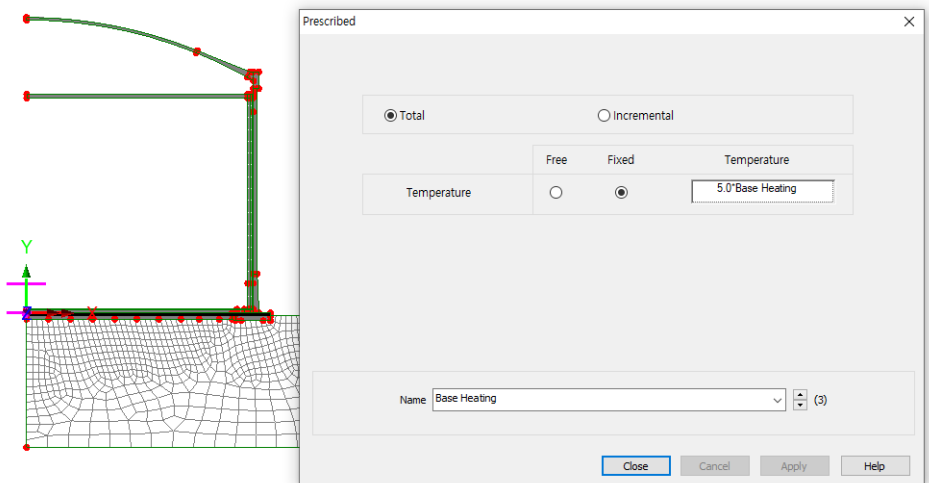 Prescribed
Total
Incremental
Free Fixed Temperature
Temperature 5.0*Base Heating
Y
X
Name Base Heating (3)
Close Cancel Apply Help